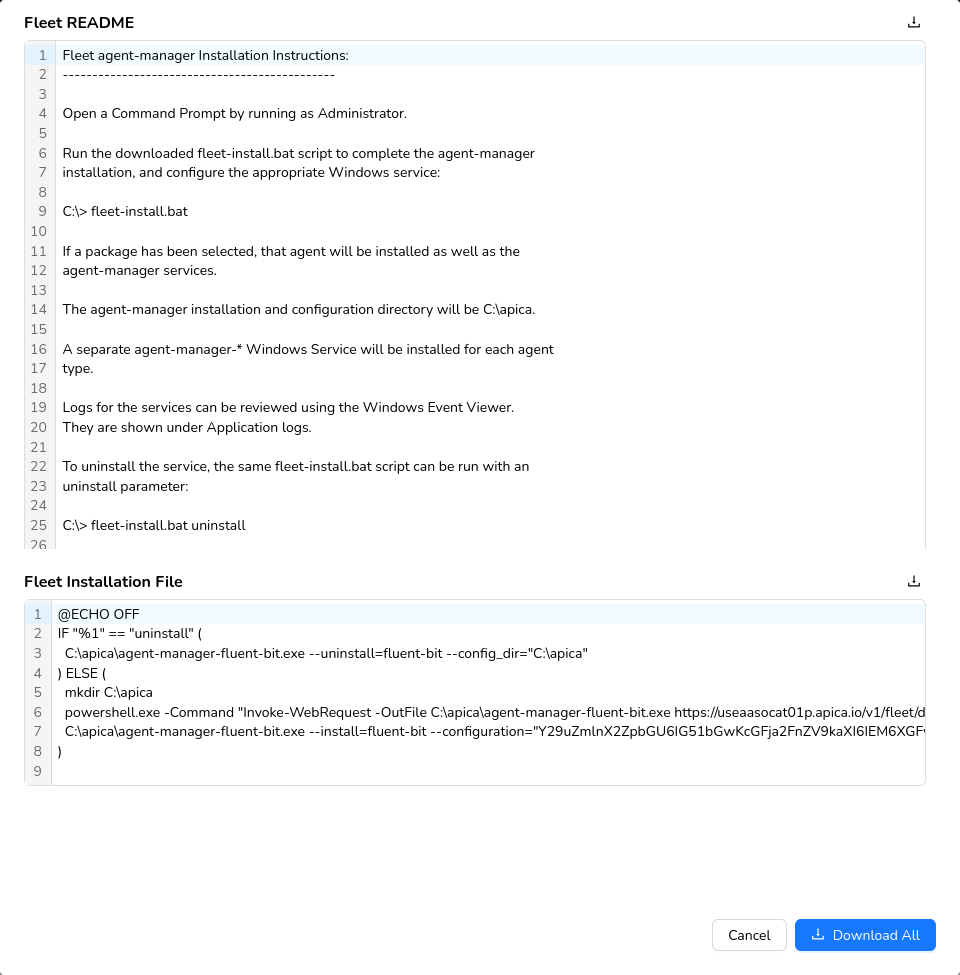 Fleet README
1 Fleet agent-manager Installation Instructions:
2 ----------------------------------------------
3
4 Open a Command Prompt by running as Administrator.
5
6 Run the downloaded fleet-install.bat script to complete the agent-manager
7 installation, and configure the appropriate Windows service:
8
9 C:\> fleet-install.bat
10
11 If a package has been selected, that agent will be installed as well as the
12 agent-manager services.
13
14 The agent-manager installation and configuration directory will be C:\apica.
15
16 A separate agent-manager-* Windows Service will be installed for each agent
17 type.
18
19 Logs for the services can be reviewed using the Windows Event Viewer.
20 They are shown under Application logs.
21
22 To uninstall the service, the same fleet-install.bat script can be run with an
23 uninstall parameter:
24
25 C:\> fleet-install.bat uninstall
26
Fleet Installation File
1 @ECHO OFF
2 IF "%1" == "uninstall" (
3 C:\apica\agent-manager-fluent-bit.exe --uninstall=fluent-bit --config_dir="C:\apica"
4 ) ELSE (
5 mkdir C:\apica
6 powershell.exe -Command "Invoke-WebRequest -OutFile C:\apica\agent-manager-fluent-bit.exe https://useaasocat01p.apica.io/v1/fleet/d
7 C:\apica\agent-manager-fluent-bit.exe --install=fluent-bit --configuration="Y29uZmlnX2ZpbGU6IG51bGwKcGFja2FnZV9kaXI6IEM6XGF
8 )
9
Cancel
Download All